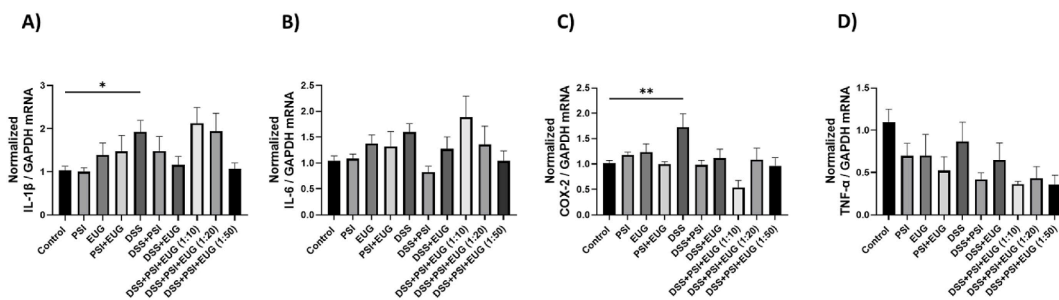 A)
B)
C)
D)
Normalized
IL-1β / GAPDH mRNA
3
2
1
0
*
Control
PSI
EUG
PSI+EUG
DSS
DSS+PSI
DSS+EUG
DSS+PSI+EUG (1:10)
DSS+PSI+EUG (1:20)
DSS+PSI+EUG (1:50)
Normalized
IL-6 / GAPDH mRNA
2.5
2.0
1.5
1.0
0.5
0.0
Control
PSI
EUG
PSI+EUG
DSS
DSS+PSI
DSS+EUG
DSS+PSI+EUG (1:10)
DSS+PSI+EUG (1:20)
DSS+PSI+EUG (1:50)
Normalized
COX-2 / GAPDH mRNA
2.5
2.0
1.5
1.0
0.5
0.0
**
Control
PSI
EUG
PSI+EUG
DSS
DSS+PSI
DSS+EUG
DSS+PSI+EUG (1:10)
DSS+PSI+EUG (1:20)
DSS+PSI+EUG (1:50)
Normalized
TNF-α / GAPDH mRNA
1.5
1.0
0.5
0.0
Control
PSI
EUG
PSI+EUG
DSS
DSS+PSI
DSS+EUG
DSS+PSI+EUG (1:10)
DSS+PSI+EUG (1:20)
DSS+PSI+EUG (1:50)